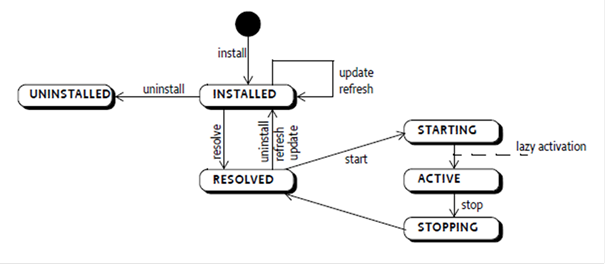 install
update
refresh
UNINSTALLED
uninstall
INSTALLED
resolve
uninstall
refresh
update
STARTING
start
lazy activation
RESOLVED
ACTIVE
stop
STOPPING